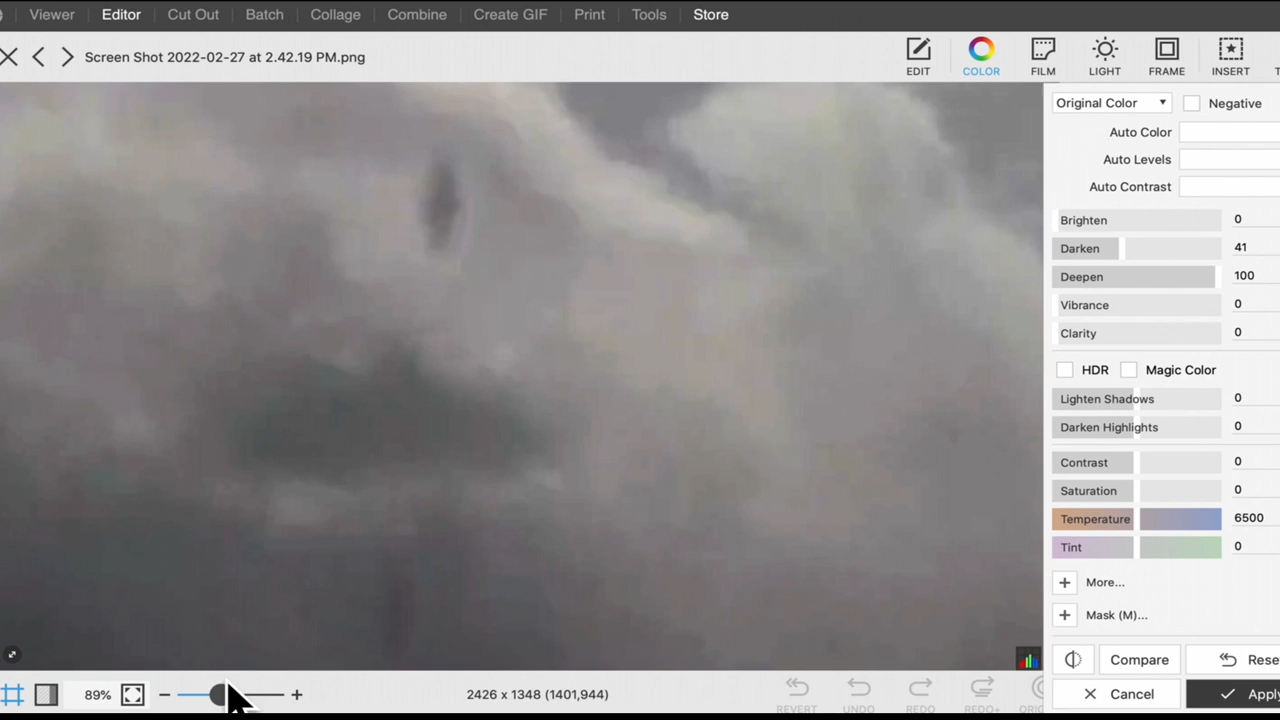 Viewer Editor Cut Out Batch Collage Combine Create GIF Print Tools Store
Screen Shot 2022-02-27 at 2.42.19 PM.png
EDIT COLOR FILM LIGHT FRAME INSERT
Original Color Negative
Auto Color
Auto Levels
Auto Contrast
Brighten 0
Darken 41
Deepen 100
Vibrance 0
Clarity 0
HDR Magic Color
Lighten Shadows 0
Darken Highlights 0
Contrast 0
Saturation 0
Temperature 6500
Tint 0
+ More...
+ Mask (M)...
Compare Rese
89% 2426 x 1348 (1401,944) Cancel Apply
REVERT UNDO REDO REDO+ ORIG